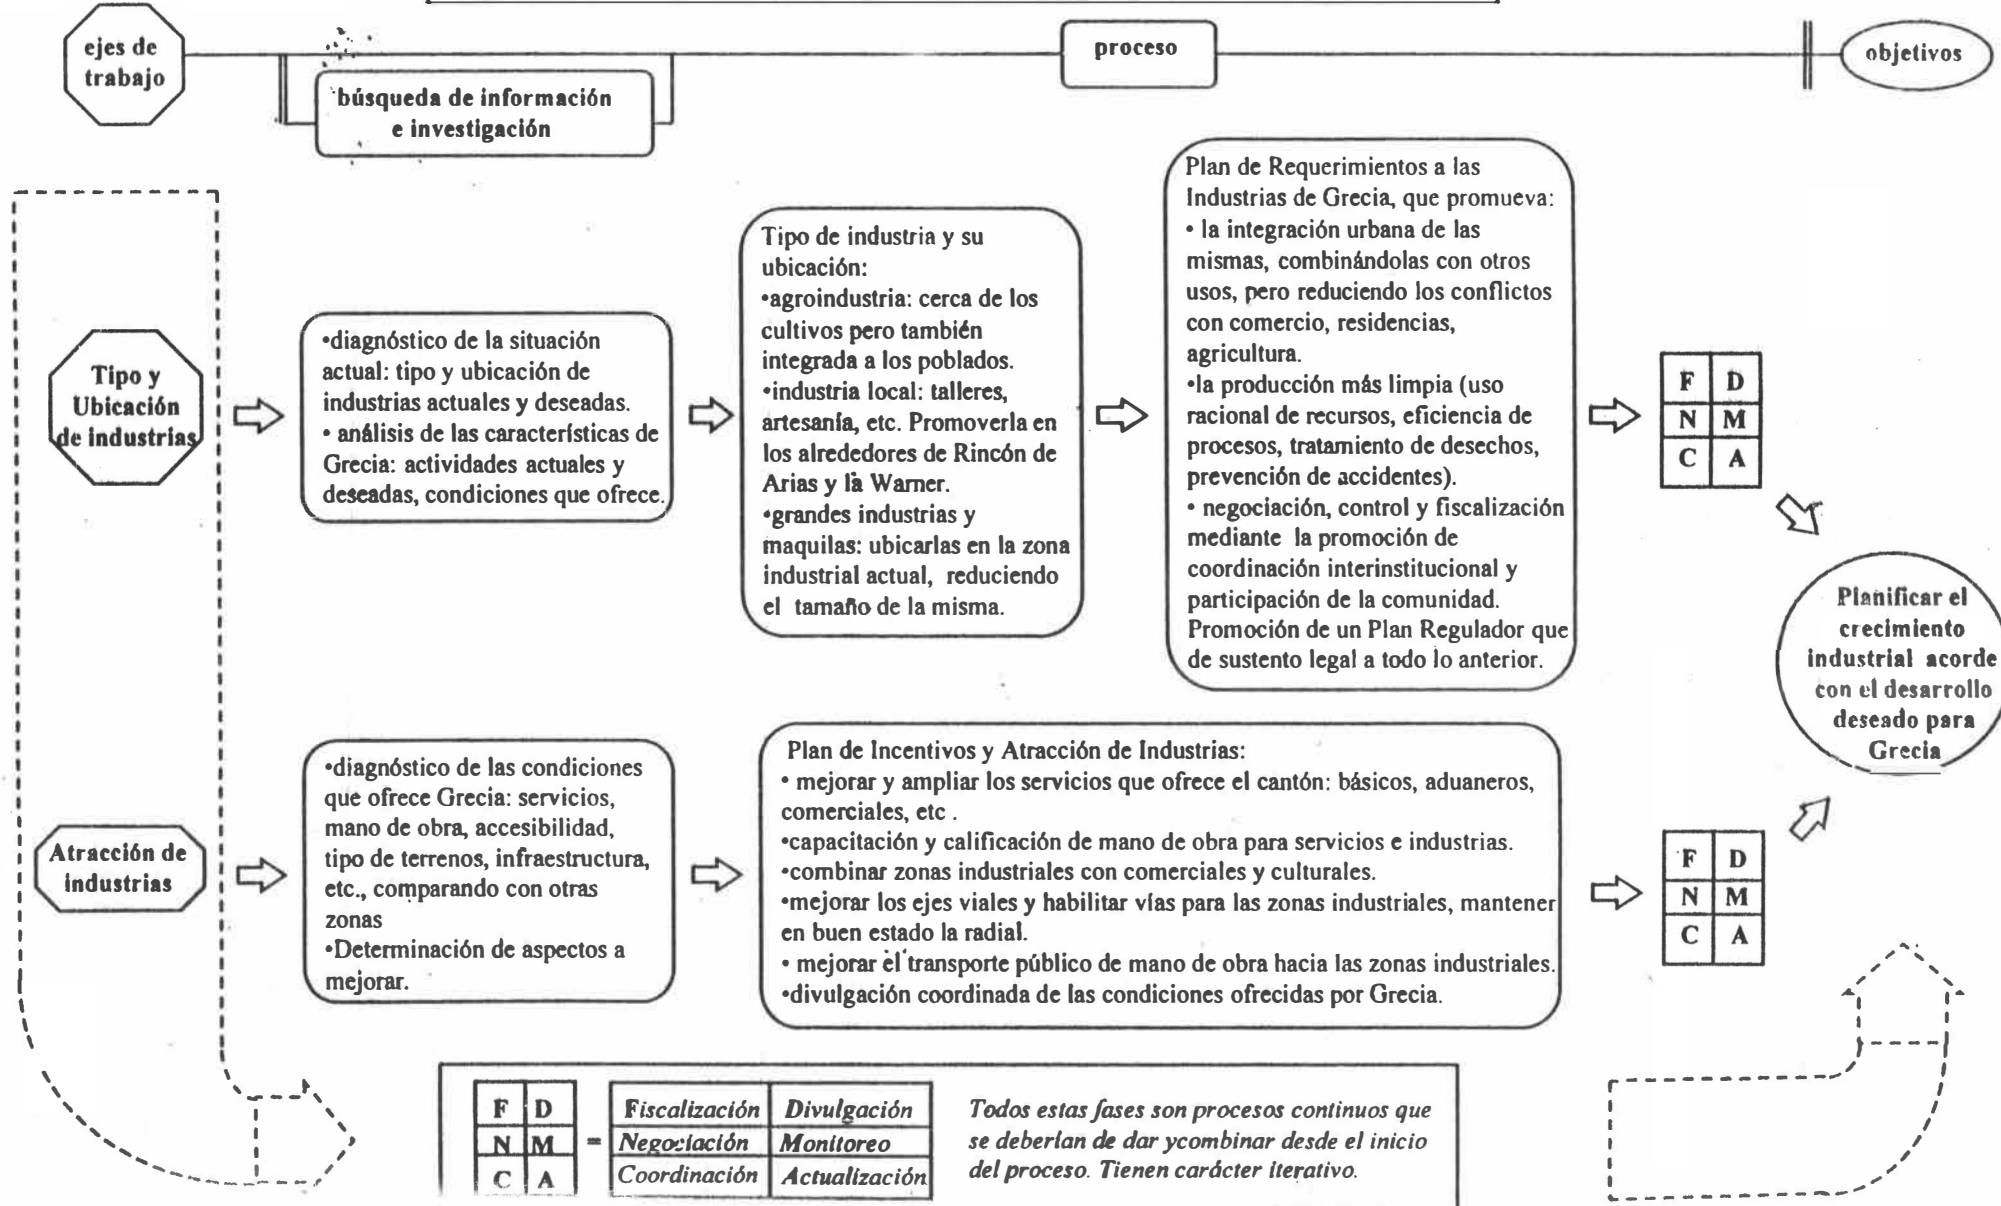 ejes de
trabajo
búsqueda de información
e investigación
proceso
objetivos
Tipo y
Ubicación
de industrias
•diagnóstico de la situación
actual: tipo y ubicación de
industrias actuales y deseadas.
• análisis de las características de
Grecia: actividades actuales y
deseadas, condiciones que ofrece.
Tipo de industria y su
ubicación:
•agroindustria: cerca de los
cultivos pero también
integrada a los poblados.
•industria local: talleres,
artesanía, etc. Promoverla en
los alrededores de Rincón de
Arias y la Warner.
•grandes industrias y
maquilas: ubicarlas en la zona
industrial actual, reduciendo
el tamaño de la misma.
Plan de Requerimientos a las
Industrias de Grecia, que promueva:
• la integración urbana de las
mismas, combinándolas con otros
usos, pero reduciendo los conflictos
con comercio, residencias,
agricultura.
•la producción más limpia (uso
racional de recursos, eficiencia de
procesos, tratamiento de desechos,
prevención de accidentes).
• negociación, control y fiscalización
mediante la promoción de
coordinación interinstitucional y
participación de la comunidad.
Promoción de un Plan Regulador que
de sustento legal a todo lo anterior.
F D
N M
C A
Planificar el
crecimiento
industrial acorde
con el desarrollo
deseado para
Grecia
Atracción de
industrias
•diagnóstico de las condiciones
que ofrece Grecia: servicios,
mano de obra, accesibilidad,
tipo de terrenos, infraestructura,
etc., comparando con otras
zonas
•Determinación de aspectos a
mejorar.
Plan de Incentivos y Atracción de Industrias:
• mejorar y ampliar los servicios que ofrece el cantón: básicos, aduaneros,
comerciales, etc .
•capacitación y calificación de mano de obra para servicios e industrias.
•combinar zonas industriales con comerciales y culturales.
•mejorar los ejes viales y habilitar vías para las zonas industriales, mantener
en buen estado la radial.
• mejorar el transporte público de mano de obra hacia las zonas industriales.
•divulgación coordinada de las condiciones ofrecidas por Grecia.
F D
N M
C A
F D
N M
C A
=
Fiscalización Divulgación
Negociación Monitoreo
Coordinación Actualización
Todos estas fases son procesos continuos que
se deberían de dar ycombinar desde el inicio
del proceso. Tienen carácter iterativo.